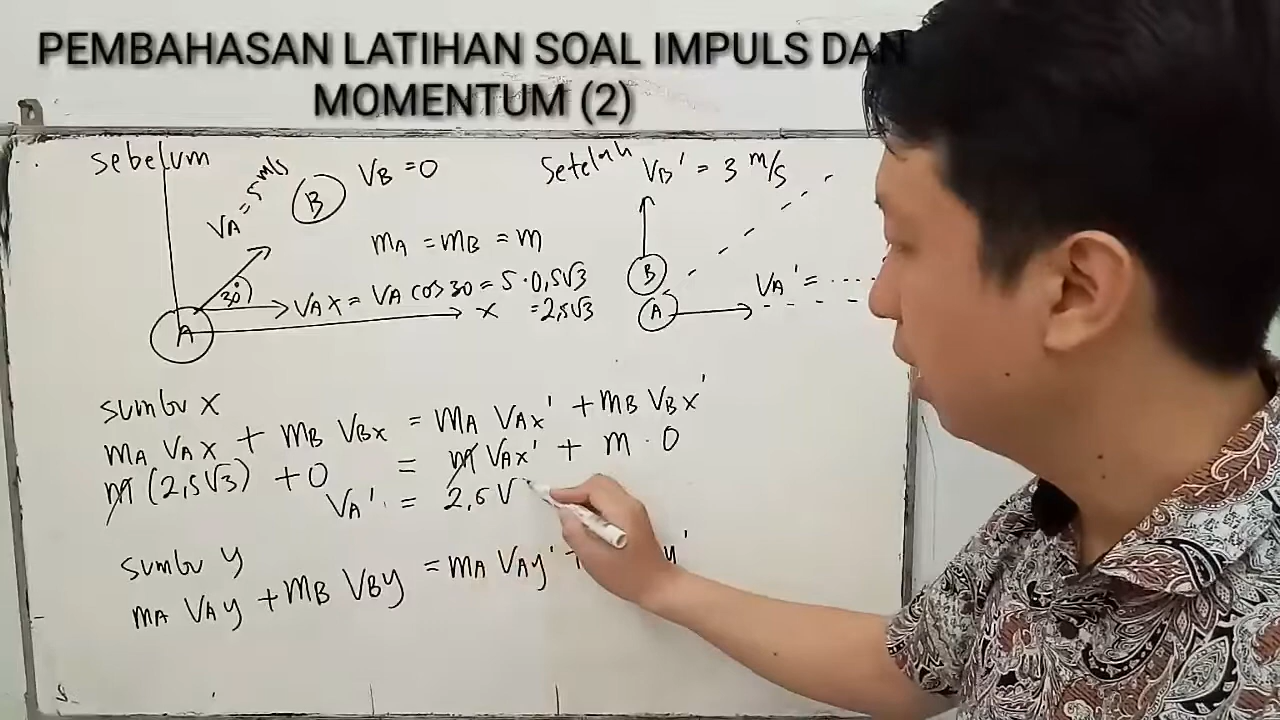 PEMBAHASAN LATIHAN SOAL IMPULS DAN
MOMENTUM (2)
Sebelum
VA = 5 m/s
B
VB = 0
mA = mB = m
30°
VAx = VA cos 30 = 5 · 0,5√3
= 2,5√3
x
A
Setelah
VB' = 3 m/s
B
A
VA' = ....
sumbu x
mA VAx + mB VBx = mA VAx' + mB VBx'
m (2,5√3) + 0 = m VAx' + m · 0
VA' = 2,5 √
sumbu y
mA VAy + mB VBy = mA VAy' + y'